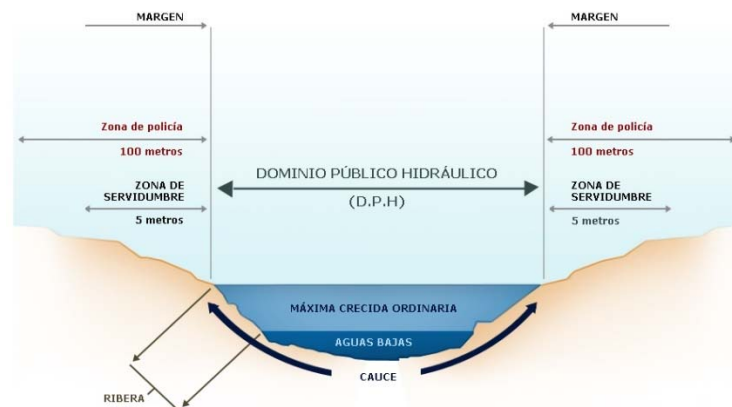 MARGEN
MARGEN
Zona de policía
100 metros
Zona de policía
100 metros
DOMINIO PÚBLICO HIDRÁULICO
(D.P.H)
ZONA DE
SERVIDUMBRE
5 metros
ZONA DE
SERVIDUMBRE
5 metros
MÁXIMA CRECIDA ORDINARIA
AGUAS BAJAS
CAUCE
RIBERA